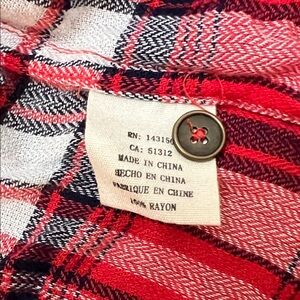 RN: 14315
CA: 51312
MADE IN CHINA
HECHO EN CHINA
FABRIQUE EN CHINE
100% RAYON